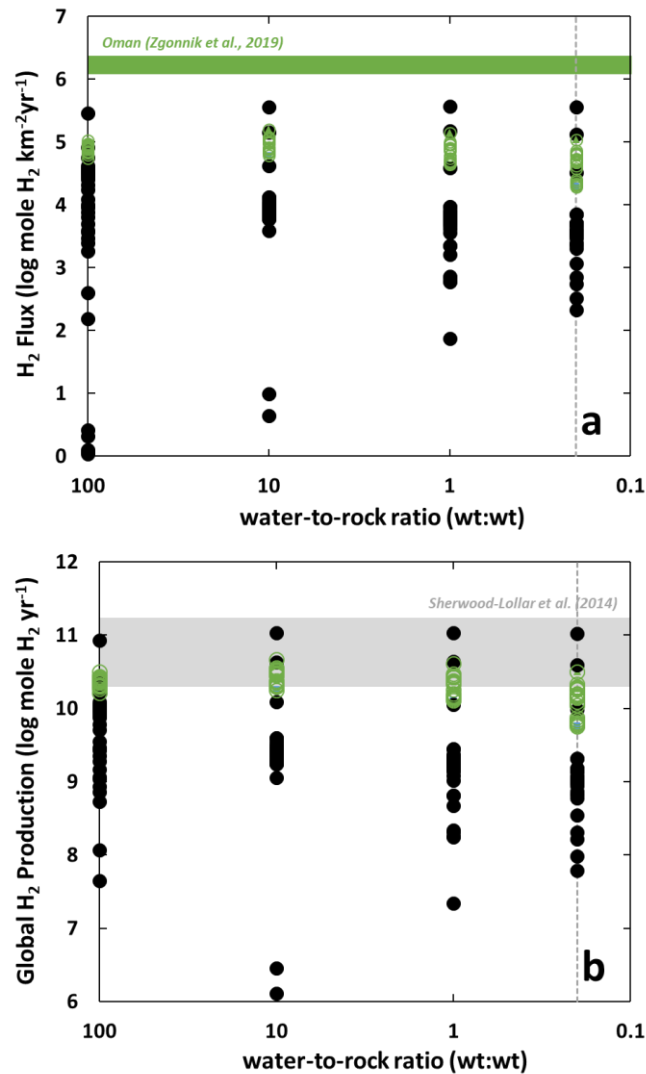 7
Oman (Zgonnik et al., 2019)
6
5
4
3
2
1
0
H₂ Flux (log mole H₂ km⁻²yr⁻¹)
a
100 10 1 0.1
water-to-rock ratio (wt:wt)
12
Sherwood-Lollar et al. (2014)
11
10
9
8
7
6
Global H₂ Production (log mole H₂ yr⁻¹)
b
100 10 1 0.1
water-to-rock ratio (wt:wt)